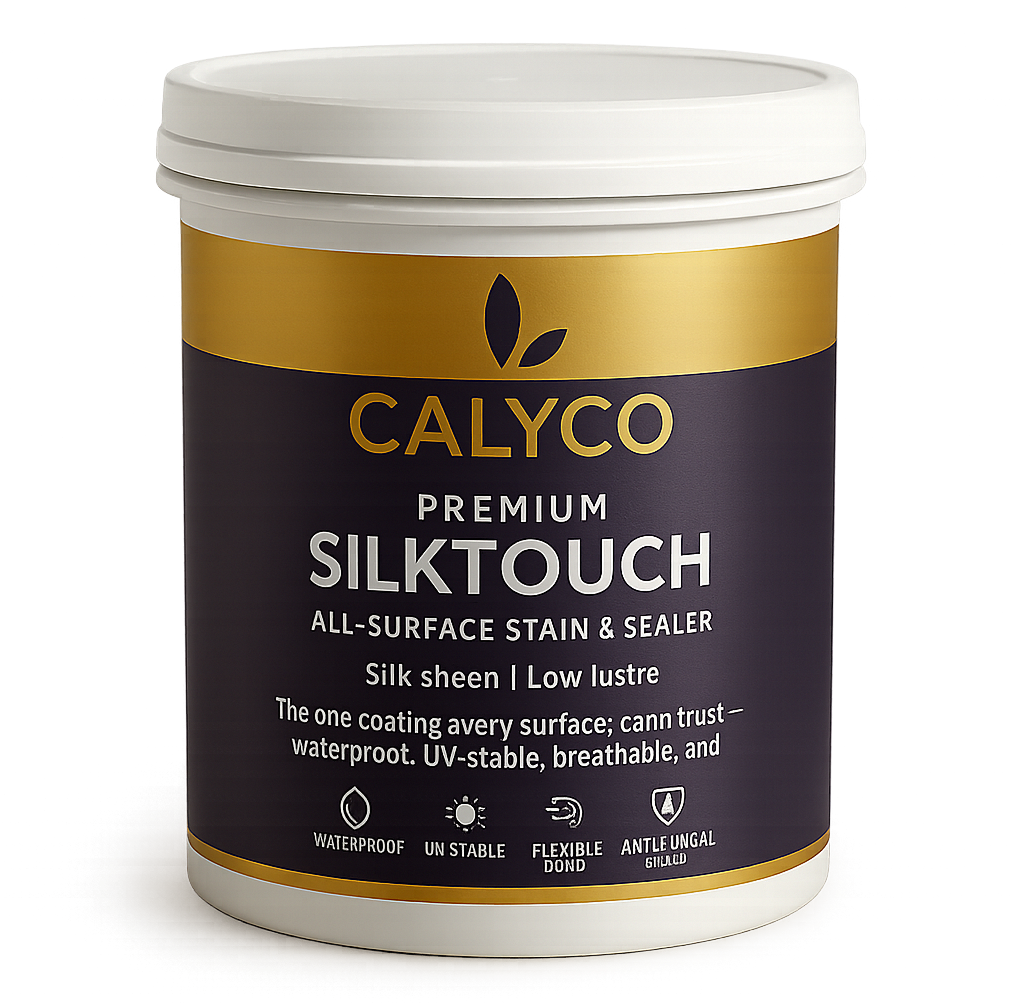 CALYCO
PREMIUM
SILKTOUCH
ALL-SURFACE STAIN & SEALER
Silk sheen | Low lustre
The one coating avery surface; cann trust –
waterproot. UV-stable, breathable, and
WATERPROOF
UN STABLE
FLEXIBLE
DOND
ANTLE UNGAL